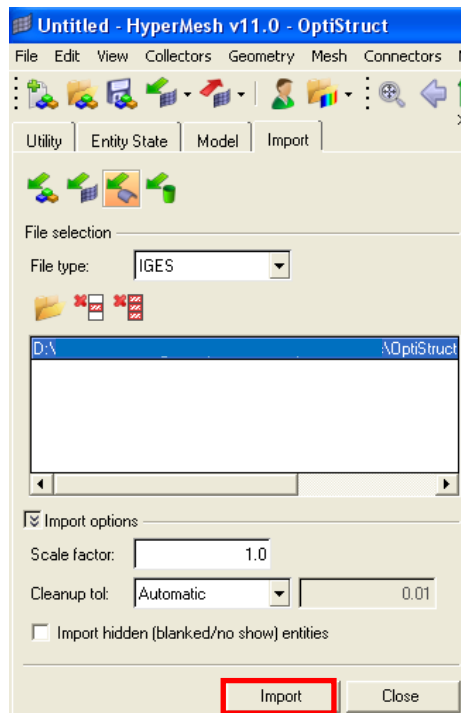 Untitled - HyperMesh v11.0 - OptiStruct
File Edit View Collectors Geometry Mesh Connectors
Utility Entity State Model Import
File selection
File type: IGES
D:\ \OptiStruct
Import options
Scale factor: 1.0
Cleanup tol: Automatic 0.01
Import hidden (blanked/no show) entities
Import Close